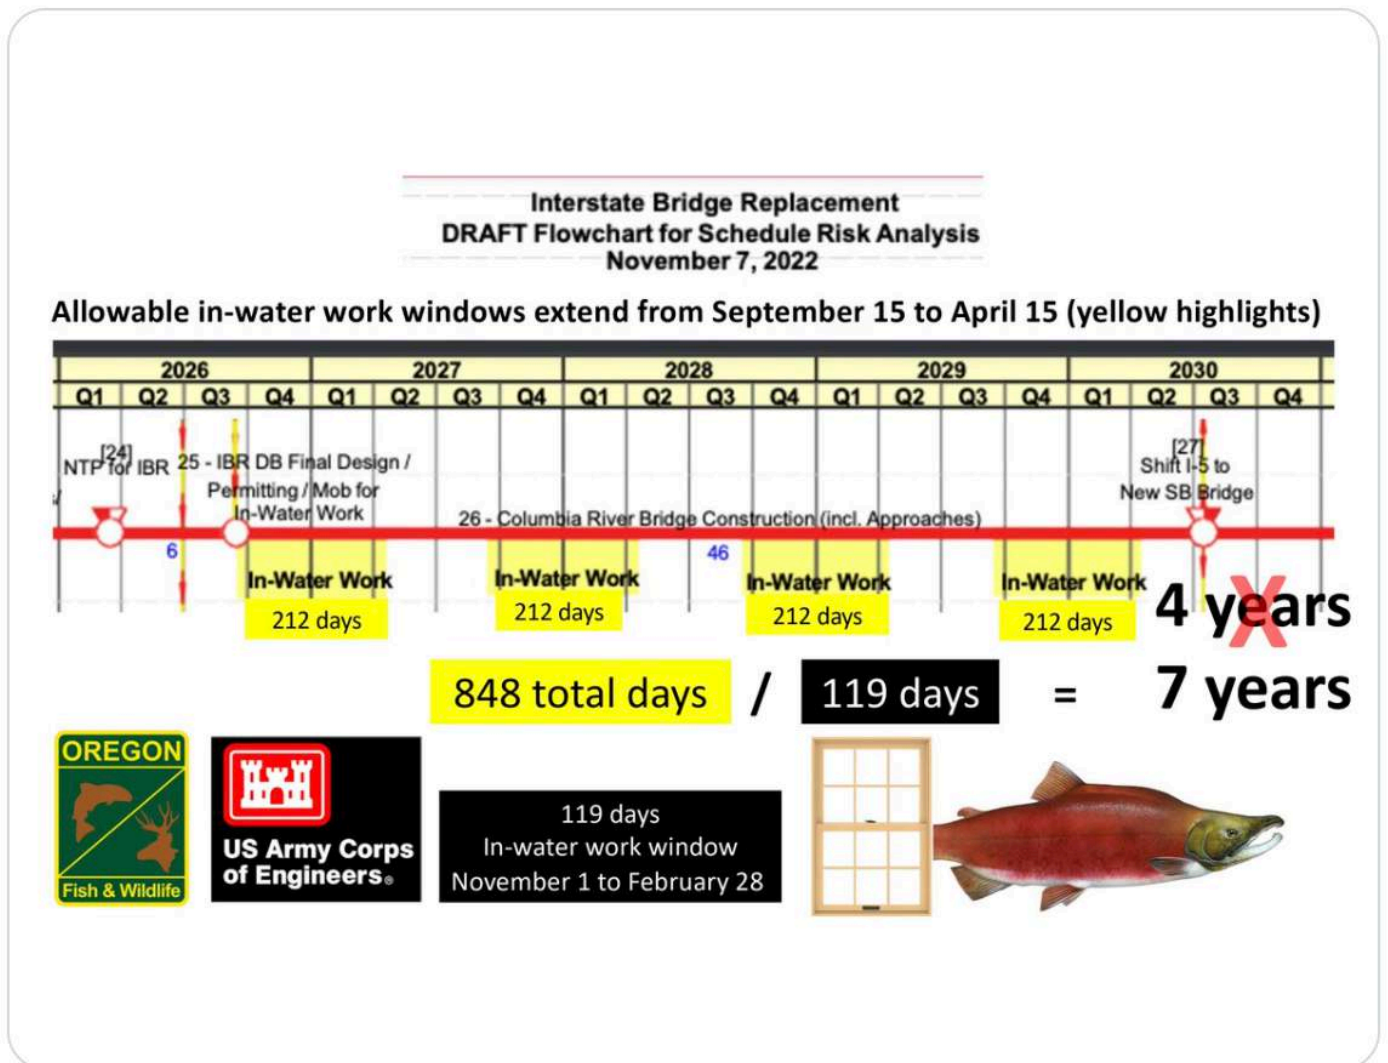 Interstate Bridge Replacement
DRAFT Flowchart for Schedule Risk Analysis
November 7, 2022
Allowable in-water work windows extend from September 15 to April 15 (yellow highlights)
2026 2027 2028 2029 2030
Q1 Q2 Q3 Q4 Q1 Q2 Q3 Q4 Q1 Q2 Q3 Q4 Q1 Q2 Q3 Q4 Q1 Q2 Q3 Q4
[24]
NTP for IBR
25 - IBR DB Final Design /
Permitting / Mob for
In-Water Work
26 - Columbia River Bridge Construction (incl. Approaches)
[27]
Shift I-5 to
New SB Bridge
6 46
In-Water Work In-Water Work In-Water Work In-Water Work
212 days 212 days 212 days 212 days
4 years
X
848 total days / 119 days = 7 years
OREGON
Fish & Wildlife
US Army Corps
of Engineers®
119 days
In-water work window
November 1 to February 28